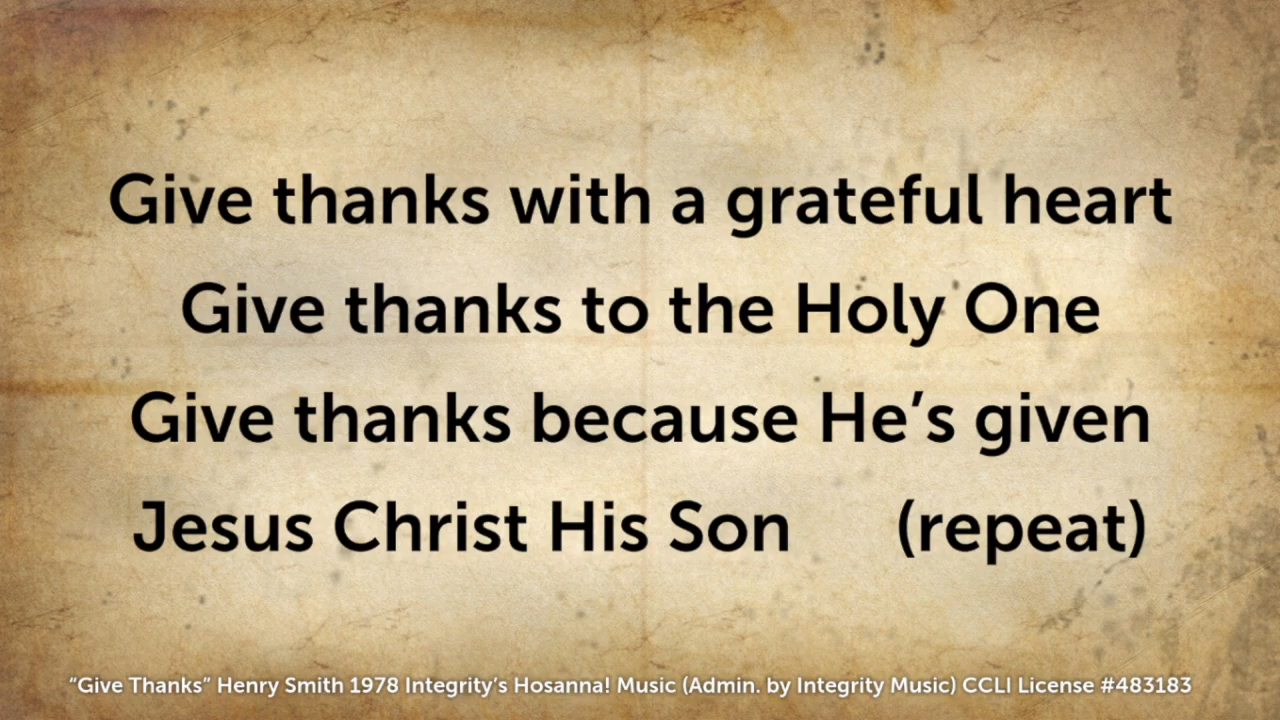 Give thanks with a grateful heart
Give thanks to the Holy One
Give thanks because He’s given
Jesus Christ His Son (repeat)
“Give Thanks” Henry Smith 1978 Integrity’s Hosanna! Music (Admin. by Integrity Music) CCLI License #483183